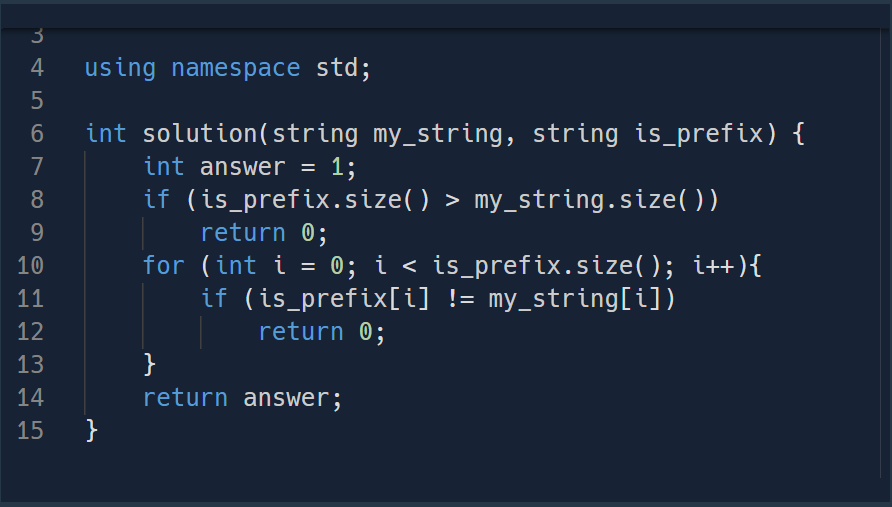 3
4 using namespace std;
5
6 int solution(string my_string, string is_prefix) {
7 int answer = 1;
8 if (is_prefix.size() > my_string.size())
9 return 0;
10 for (int i = 0; i < is_prefix.size(); i++){
11 if (is_prefix[i] != my_string[i])
12 return 0;
13 }
14 return answer;
15 }